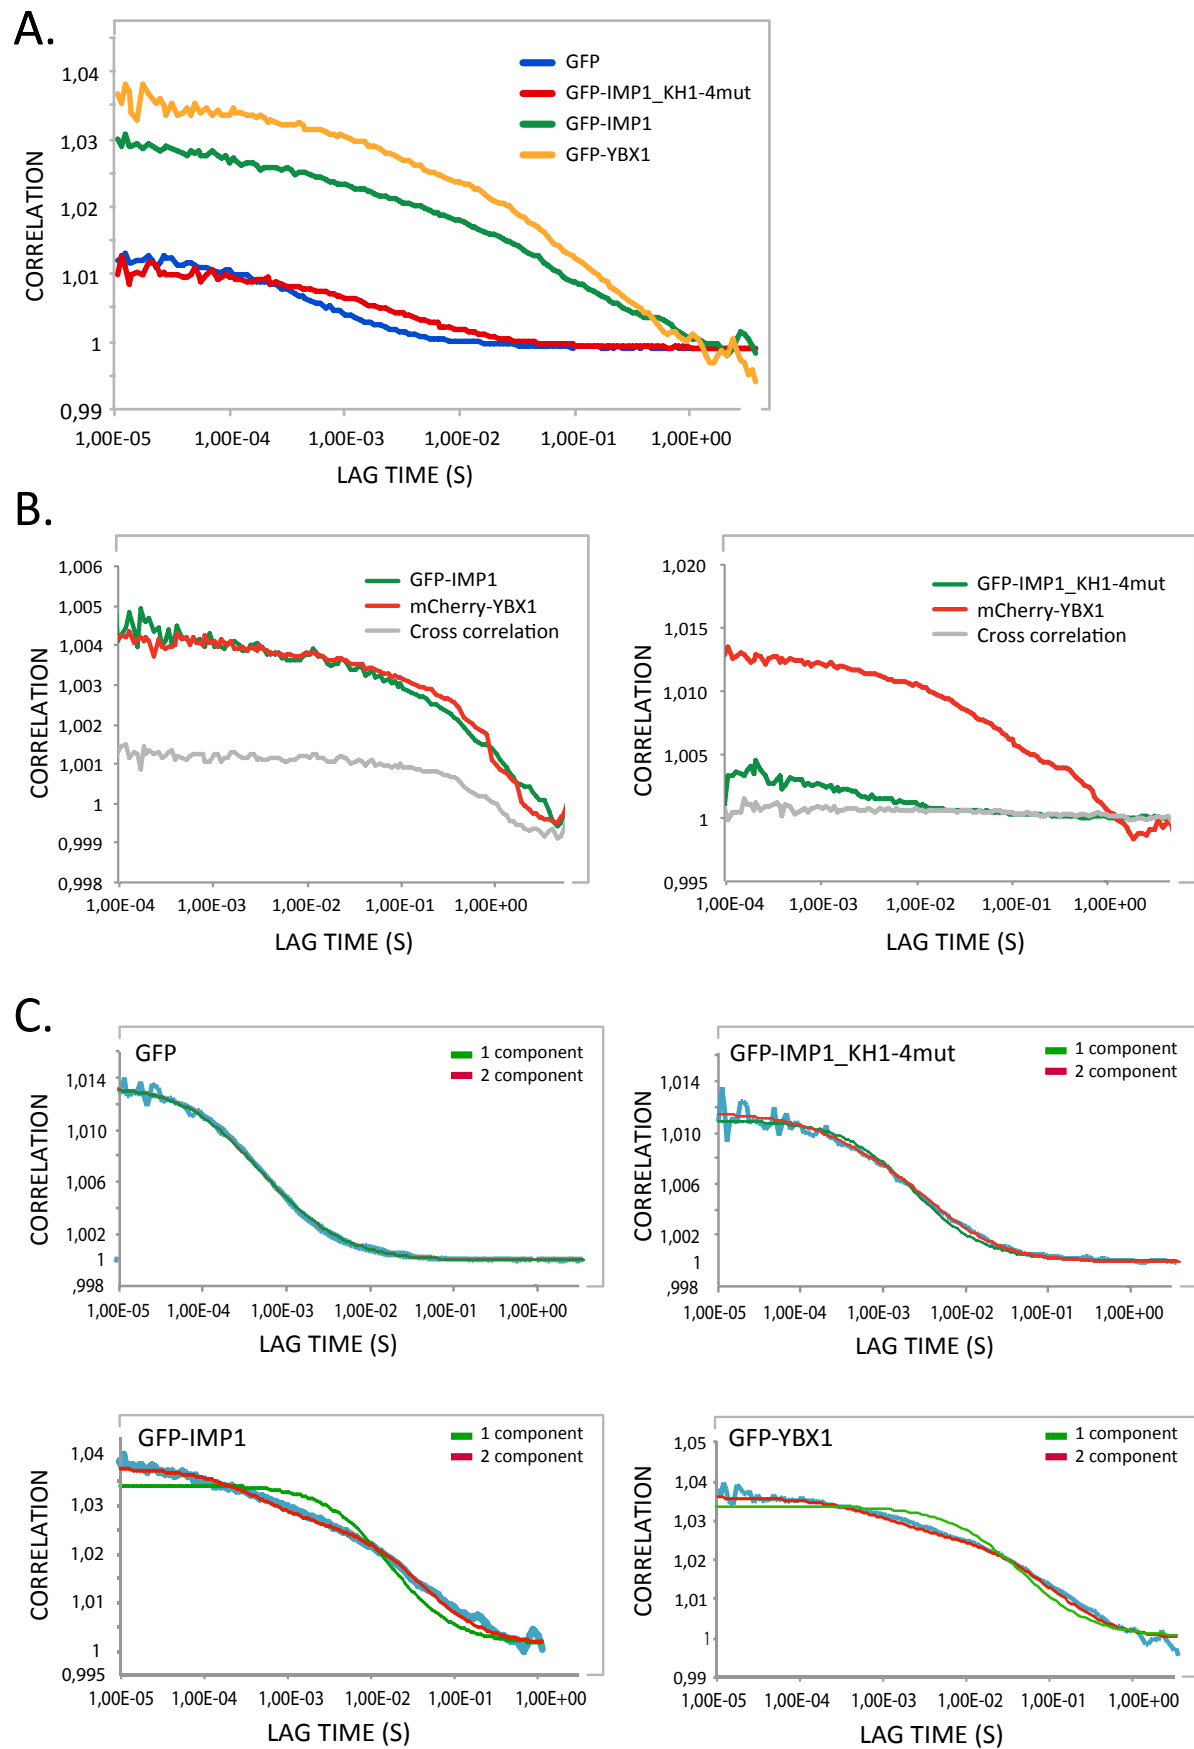 A.
GFP
GFP-IMP1_KH1-4mut
GFP-IMP1
GFP-YBX1
CORRELATION
1,04
1,03
1,02
1,01
1
0,99
1,00E-05 1,00E-04 1,00E-03 1,00E-02 1,00E-01 1,00E+00
LAG TIME (S)
B.
GFP-IMP1
mCherry-YBX1
Cross correlation
CORRELATION
1,006
1,005
1,004
1,003
1,002
1,001
1
0,999
0,998
1,00E-04 1,00E-03 1,00E-02 1,00E-01 1,00E+00
LAG TIME (S)
GFP-IMP1_KH1-4mut
mCherry-YBX1
Cross correlation
CORRELATION
1,020
1,015
1,010
1,005
1
0,995
1,00E-04 1,00E-03 1,00E-02 1,00E-01 1,00E+00
LAG TIME (S)
C.
GFP
1 component
2 component
CORRELATION
1,014
1,010
1,006
1,002
1
,998
1,00E-05 1,00E-04 1,00E-03 1,00E-02 1,00E-01 1,00E+00
LAG TIME (S)
GFP-IMP1_KH1-4mut
1 component
2 component
CORRELATION
1,014
1,010
1,006
1,002
1
,998
1,00E-05 1,00E-04 1,00E-03 1,00E-02 1,00E-01 1,00E+00
LAG TIME (S)
GFP-IMP1
1 component
2 component
CORRELATION
1,04
1,03
1,02
1,01
1
0,995
1,00E-05 1,00E-04 1,00E-03 1,00E-02 1,00E-01 1,00E+00
LAG TIME (S)
GFP-YBX1
1 component
2 component
CORRELATION
1,05
1,04
1,03
1,02
1,01
1
0,99
1,00E-05 1,00E-04 1,00E-03 1,00E-02 1,00E-01 1,00E+00
LAG TIME (S)